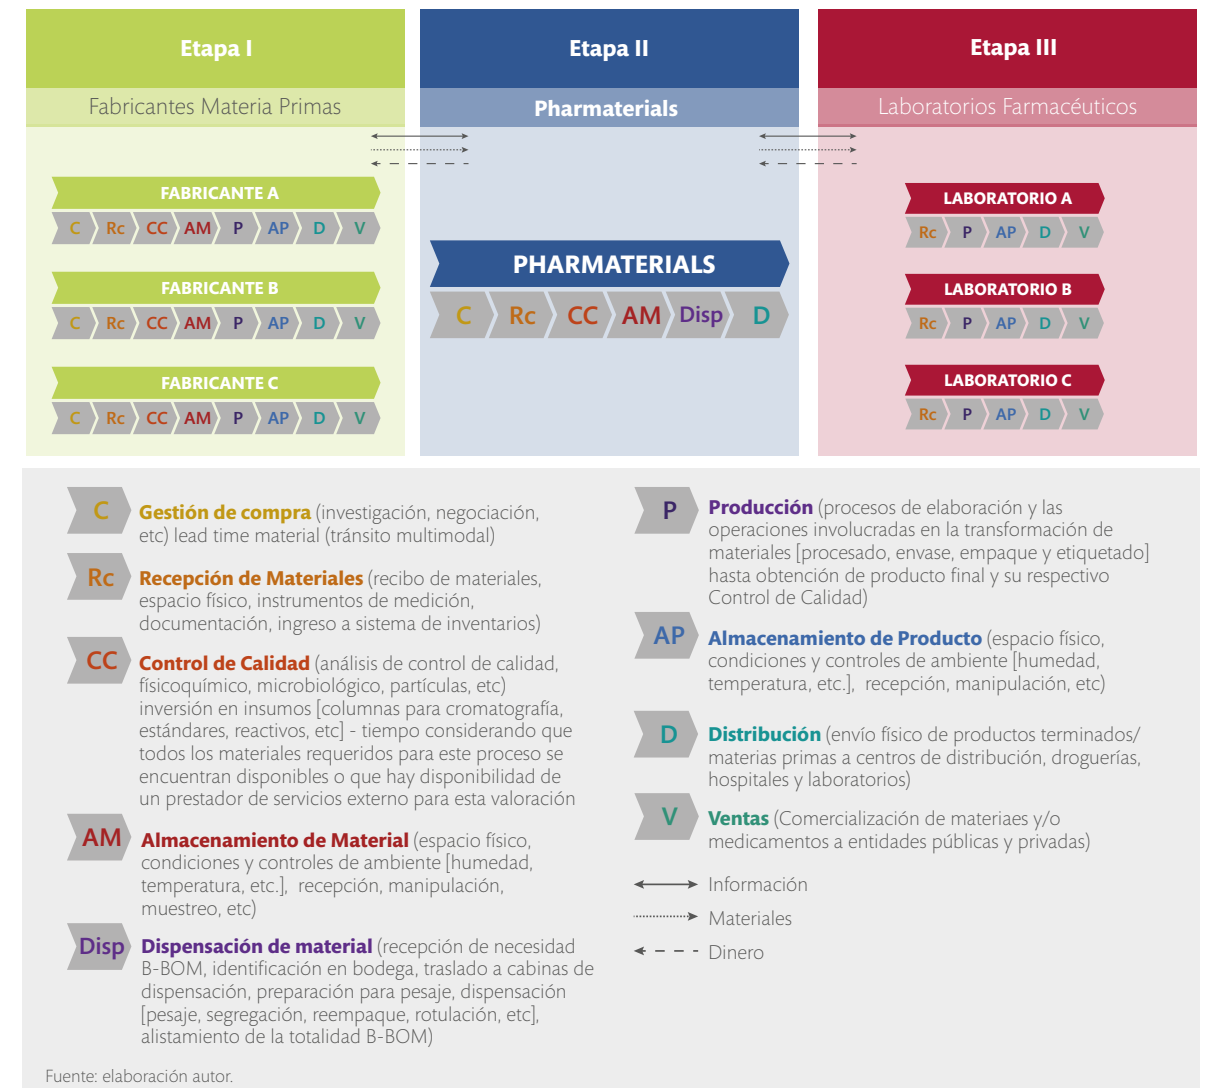 Etapa I
Fabricantes Materia Primas
FABRICANTE A
C Rc CC AM P AP D V
FABRICANTE B
C Rc CC AM P AP D V
FABRICANTE C
C Rc CC AM P AP D V
Etapa II
Pharmaterials
PHARMATERIALS
C Rc CC AM Disp D
Etapa III
Laboratorios Farmacéuticos
LABORATORIO A
Rc P AP D V
LABORATORIO B
Rc P AP D V
LABORATORIO C
Rc P AP D V
C Gestión de compra (investigación, negociación,
etc) lead time material (tránsito multimodal)
Rc Recepción de Materiales (recibo de materiales,
espacio físico, instrumentos de medición,
documentación, ingreso a sistema de inventarios)
CC Control de Calidad (análisis de control de calidad,
físicoquímico, microbiológico, partículas, etc)
inversión en insumos [columnas para cromatografía,
estándares, reactivos, etc] - tiempo considerando que
todos los materiales requeridos para este proceso se
encuentran disponibles o que hay disponibilidad de
un prestador de servicios externo para esta valoración
AM Almacenamiento de Material (espacio físico,
condiciones y controles de ambiente [humedad,
temperatura, etc.], recepción, manipulación,
muestreo, etc)
Disp Dispensación de material (recepción de necesidad
B-BOM, identificación en bodega, traslado a cabinas de
dispensación, preparación para pesaje, dispensación
[pesaje, segregación, reempaque, rotulación, etc],
alistamiento de la totalidad B-BOM)
P Producción (procesos de elaboración y las
operaciones involucradas en la transformación de
materiales [procesado, envase, empaque y etiquetado]
hasta obtención de producto final y su respectivo
Control de Calidad)
AP Almacenamiento de Producto (espacio físico,
condiciones y controles de ambiente [humedad,
temperatura, etc.], recepción, manipulación, etc)
D Distribución (envío físico de productos terminados/
materias primas a centros de distribución, droguerías,
hospitales y laboratorios)
V Ventas (Comercialización de materiaes y/o
medicamentos a entidades públicas y privadas)
Información
Materiales
Dinero
Fuente: elaboración autor.